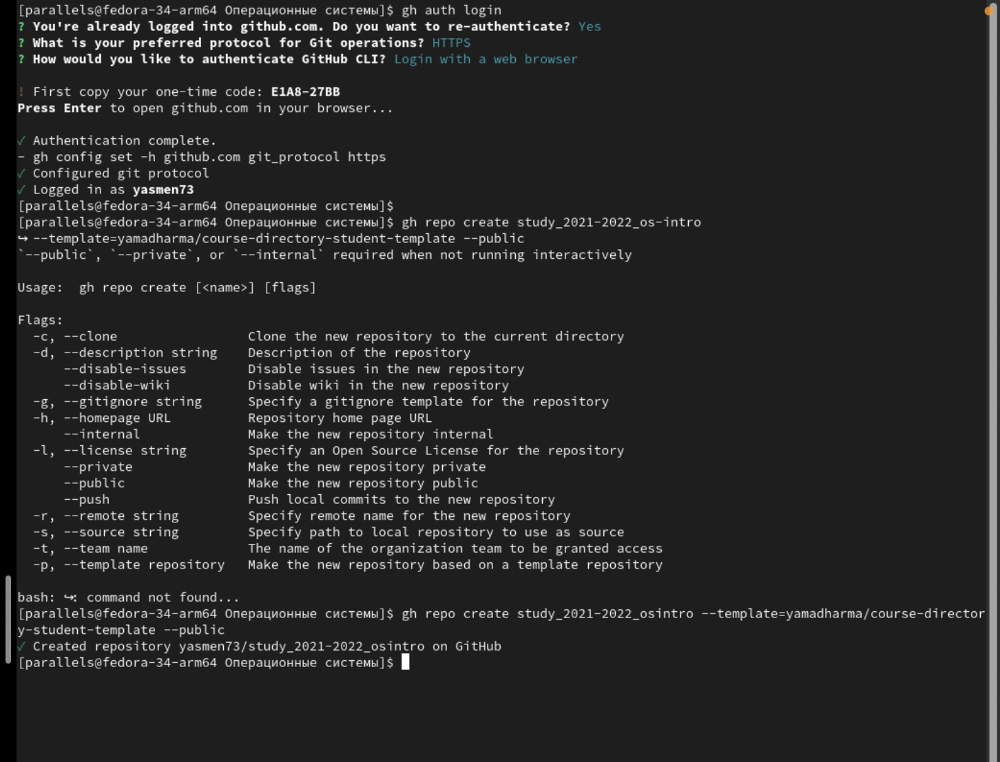 [parallels@fedora-34-arm64 Операционные системы]$ gh auth login
? You're already logged into github.com. Do you want to re-authenticate? Yes
? What is your preferred protocol for Git operations? HTTPS
? How would you like to authenticate GitHub CLI? Login with a web browser
! First copy your one-time code: E1A8-27BB
Press Enter to open github.com in your browser...
✓ Authentication complete.
- gh config set -h github.com git_protocol https
✓ Configured git protocol
✓ Logged in as yasmen73
[parallels@fedora-34-arm64 Операционные системы]$
[parallels@fedora-34-arm64 Операционные системы]$ gh repo create study_2021-2022_os-intro
↪ --template=yamadharma/course-directory-student-template --public
`--public`, `--private`, or `--internal` required when not running interactively
Usage:  gh repo create [<name>] [flags]
Flags:
  -c, --clone                 Clone the new repository to the current directory
  -d, --description string    Description of the repository
      --disable-issues        Disable issues in the new repository
      --disable-wiki          Disable wiki in the new repository
  -g, --gitignore string      Specify a gitignore template for the repository
  -h, --homepage URL          Repository home page URL
      --internal              Make the new repository internal
  -l, --license string        Specify an Open Source License for the repository
      --private               Make the new repository private
      --public                Make the new repository public
      --push                  Push local commits to the new repository
  -r, --remote string         Specify remote name for the new repository
  -s, --source string         Specify path to local repository to use as source
  -t, --team name             The name of the organization team to be granted access
  -p, --template repository   Make the new repository based on a template repository
bash: ↪: command not found...
[parallels@fedora-34-arm64 Операционные системы]$ gh repo create study_2021-2022_osintro --template=yamadharma/course-director
y-student-template --public
✓ Created repository yasmen73/study_2021-2022_osintro on GitHub
[parallels@fedora-34-arm64 Операционные системы]$